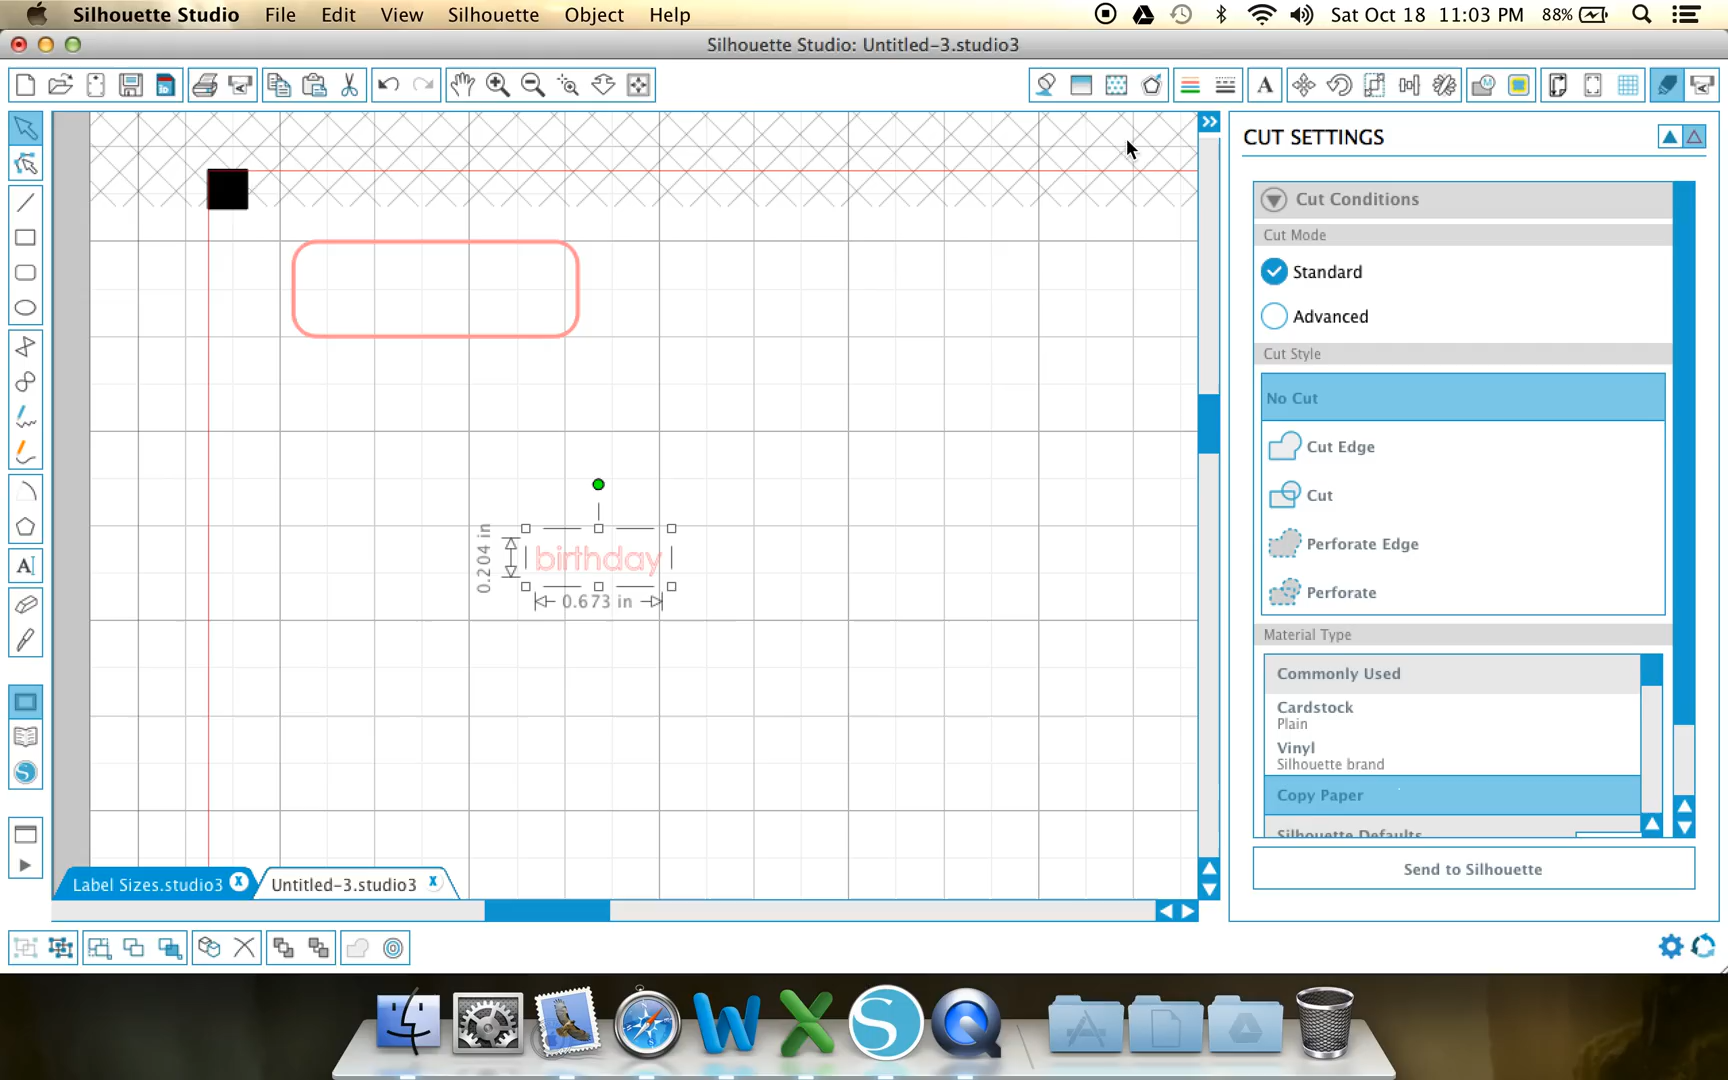 Silhouette Studio File Edit View Silhouette Object Help Sat Oct 18 11:03 PM 88%
Silhouette Studio: Untitled-3.studio3
CUT SETTINGS
Cut Conditions
Cut Mode
Standard
Advanced
Cut Style
No Cut
Cut Edge
Cut
Perforate Edge
Perforate
Material Type
Commonly Used
Cardstock
Plain
Vinyl
Silhouette brand
Copy Paper
Silhouette Defaults
Send to Silhouette
0.204 in
birthday
0.673 in
Label Sizes.studio3 x
Untitled-3.studio3 x